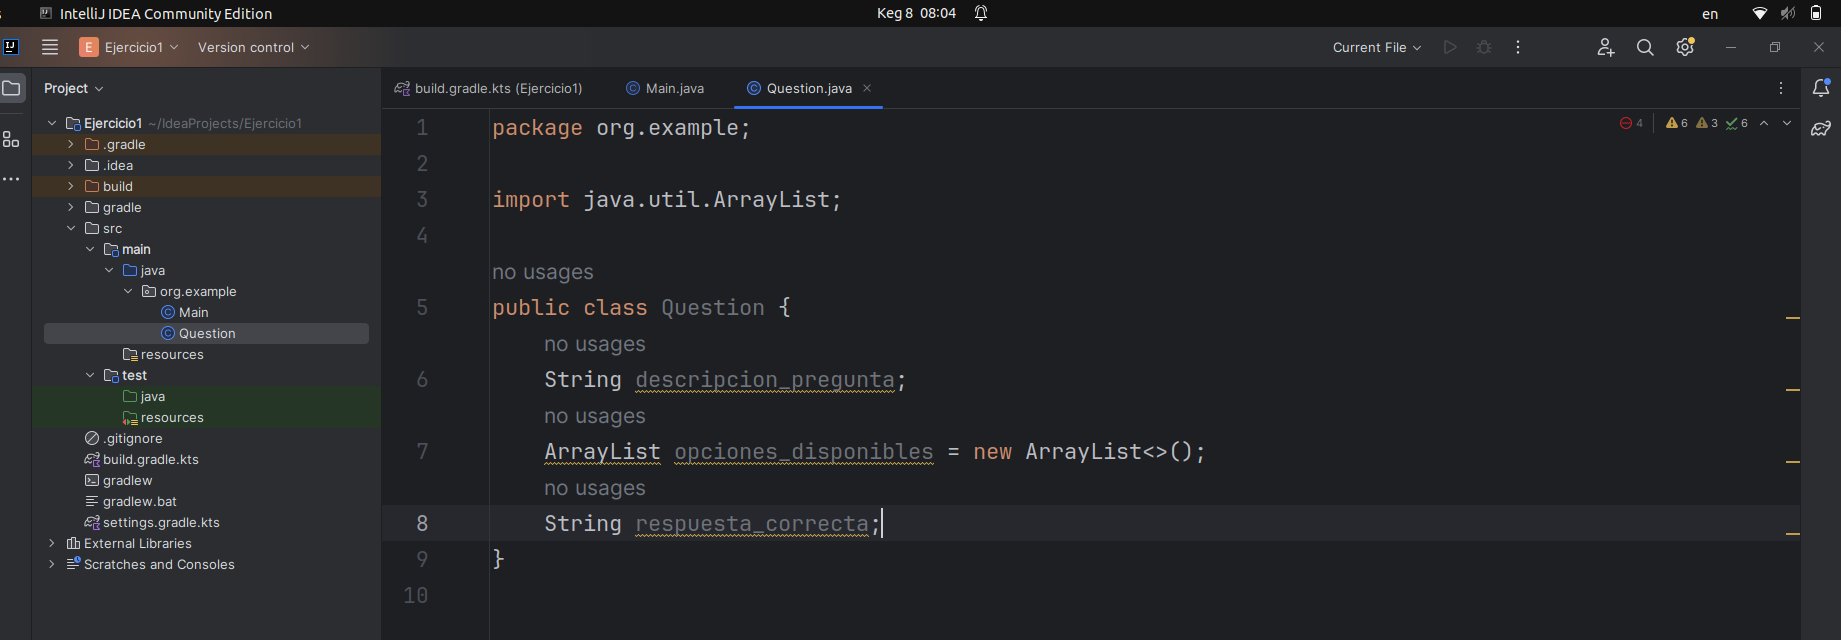 IntelliJ IDEA Community Edition
Keg 8 08:04
en
E Ejercicio1
Version control
Current File
Project
build.gradle.kts (Ejercicio1)
Main.java
Question.java
Ejercicio1 ~/IdeaProjects/Ejercicio1
.gradle
.idea
build
gradle
src
main
java
org.example
Main
Question
resources
test
java
resources
.gitignore
build.gradle.kts
gradlew
gradlew.bat
settings.gradle.kts
External Libraries
Scratches and Consoles
4 6 3 6
1 package org.example;
2
3 import java.util.ArrayList;
4
no usages
5 public class Question {
no usages
6 String descripcion_pregunta;
no usages
7 ArrayList opciones_disponibles = new ArrayList<>();
no usages
8 String respuesta_correcta;
9 }
10